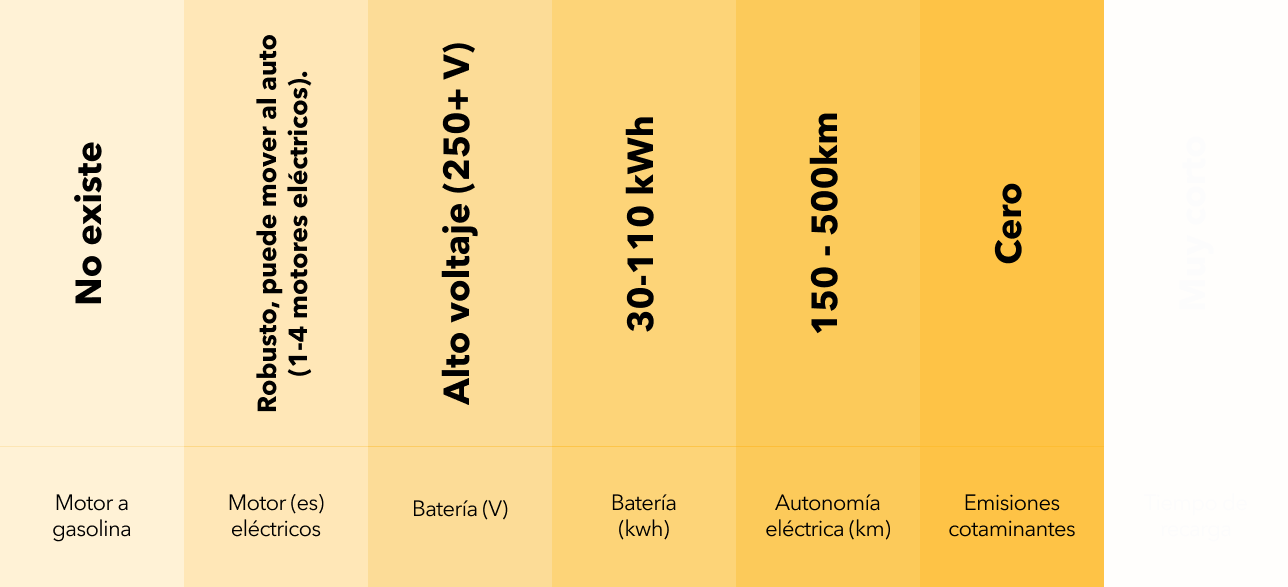 No existe
Robusto, puede mover al auto
(1-4 motores eléctricos).
Alto voltaje (250+ V)
30-110 kWh
150 - 500km
Cero
Muy corto
Motor a
gasolina
Motor (es)
eléctricos
Batería (V)
Batería
(kwh)
Autonomía
eléctrica (km)
Emisiones
cotaminantes